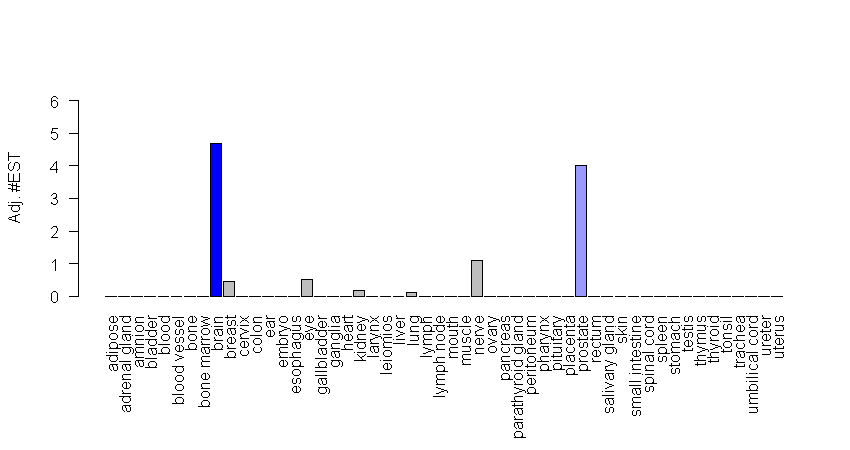 6
5
4
3
2
1
0
Adj. #EST
adipose
adrenal gland
amnion
bladder
blood
blood vessel
bone
bone marrow
brain
breast
cervix
colon
ear
embryo
esophagus
eye
gallbladder
ganglia
heart
kidney
larynx
leiomios
liver
lung
lymph
lymph node
mouth
muscle
nerve
ovary
pancreas
parathyroid gland
peritoneum
pharynx
pituitary
placenta
prostate
rectum
salivary gland
skin
small intestine
spinal cord
spleen
stomach
testis
thymus
thyroid
tonsil
trachea
umbilical cord
ureter
uterus